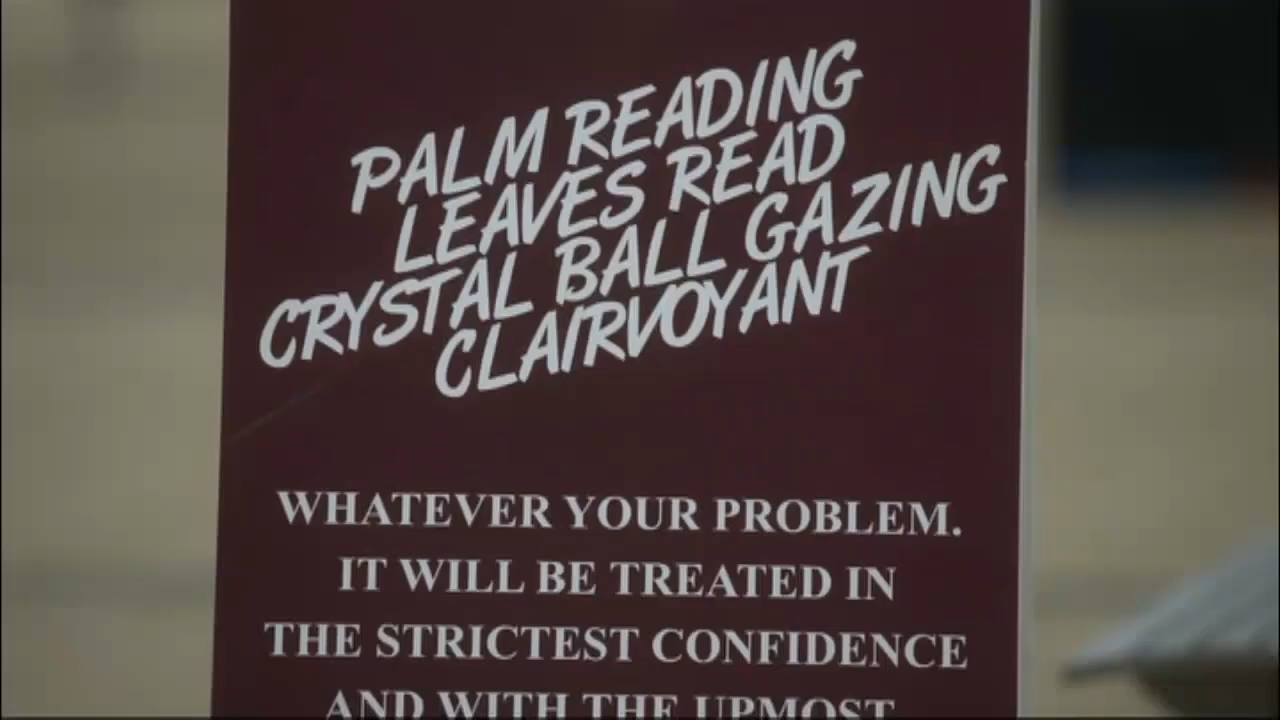 PALM READING
LEAVES READ
CRYSTAL BALL GAZING
CLAIRVOYANT
WHATEVER YOUR PROBLEM.
IT WILL BE TREATED IN
THE STRICTEST CONFIDENCE
AND WITH THE UPMOST